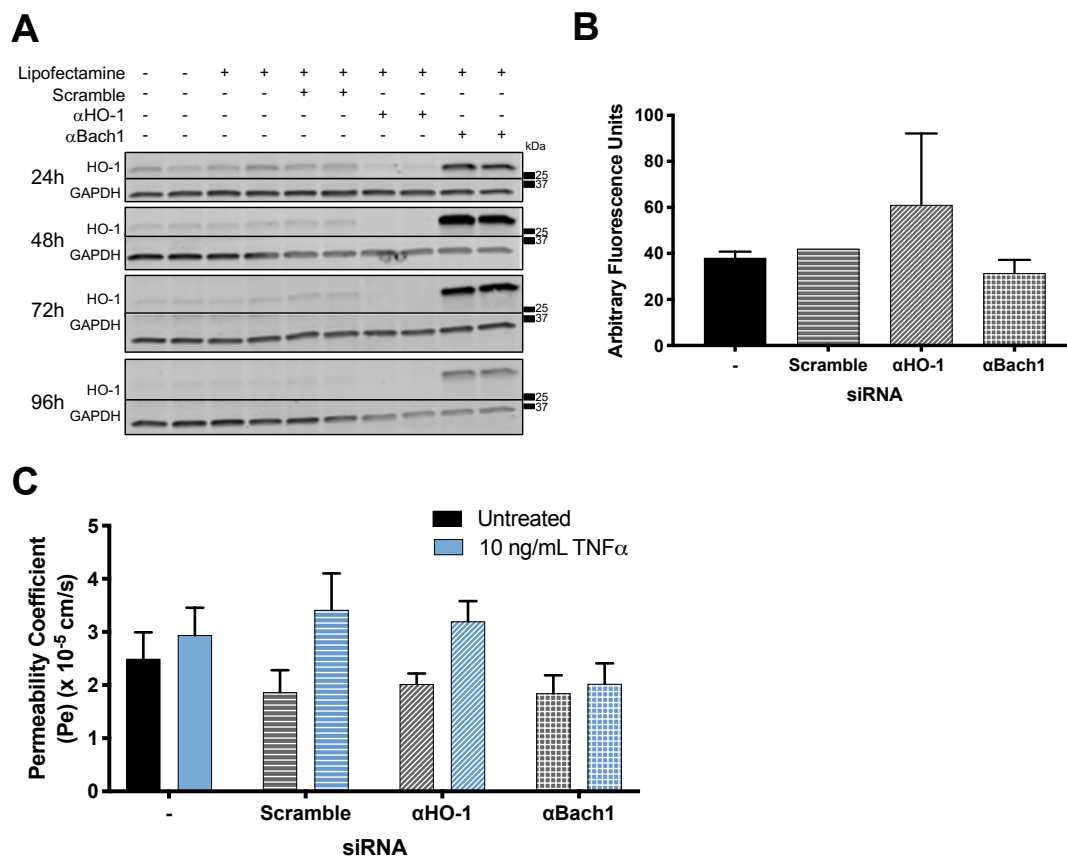 A
Lipofectamine - - + + + + + + + +
Scramble - - - - + + - - - -
αHO-1 - - - - - - + + - -
αBach1 - - - - - - - - + +
kDa
24h
HO-1
25
GAPDH
37
48h
HO-1
25
GAPDH
37
72h
HO-1
25
GAPDH
37
96h
HO-1
25
GAPDH
37
B
Arbitrary Fluorescence Units
100
80
60
40
20
0
- Scramble αHO-1 αBach1
siRNA
C
Untreated
10 ng/mL TNFα
Permeability Coefficient
(Pe) (x 10-5 cm/s)
5
4
3
2
1
0
- Scramble αHO-1 αBach1
siRNA